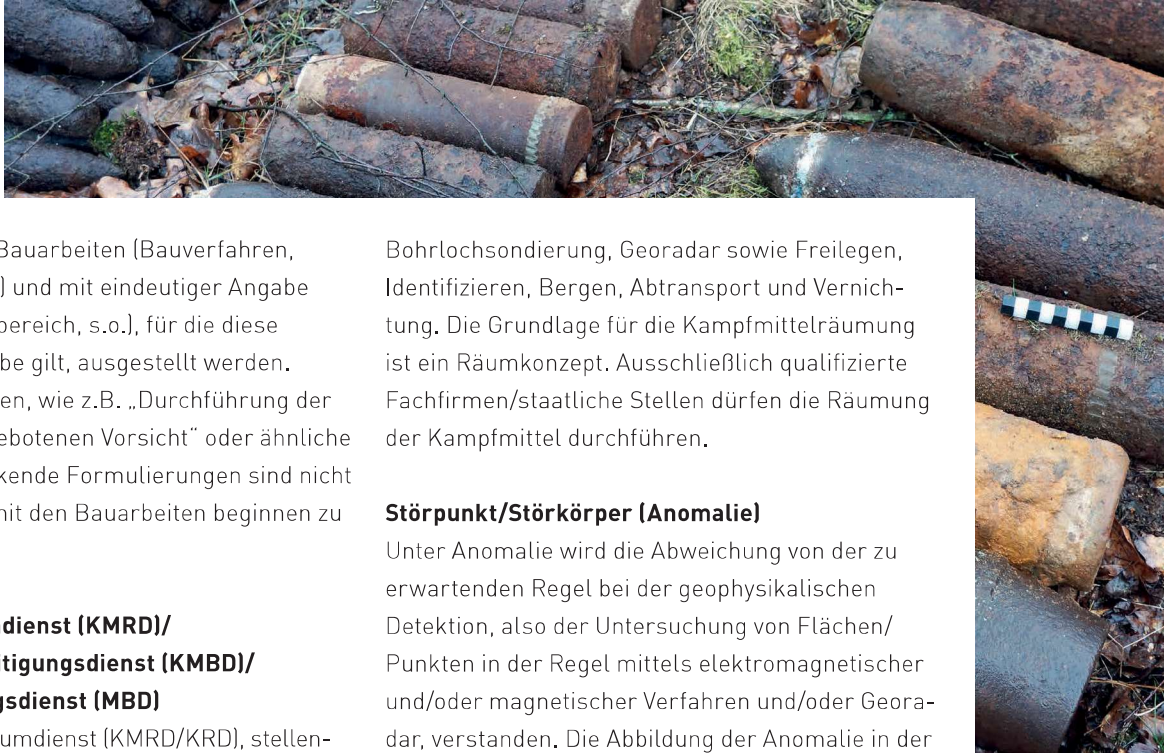 Bauarbeiten (Bauverfahren,
) und mit eindeutiger Angabe
bereich, s.o.), für die diese
be gilt, ausgestellt werden.
en, wie z.B. „Durchführung der
ebotenen Vorsicht“ oder ähnliche
kende Formulierungen sind nicht
nit den Bauarbeiten beginnen zu
dienst (KMRD)/
itigungsdienst (KMBD)/
gsdienst (MBD)
umdienst (KMRD/KRD), stellen-
Bohrlochsondierung, Georadar sowie Freilegen,
Identifizieren, Bergen, Abtransport und Vernich-
tung. Die Grundlage für die Kampfmittelräumung
ist ein Räumkonzept. Ausschließlich qualifizierte
Fachfirmen/staatliche Stellen dürfen die Räumung
der Kampfmittel durchführen.
Störpunkt/Störkörper (Anomalie)
Unter Anomalie wird die Abweichung von der zu
erwartenden Regel bei der geophysikalischen
Detektion, also der Untersuchung von Flächen/
Punkten in der Regel mittels elektromagnetischer
und/oder magnetischer Verfahren und/oder Geora-
dar, verstanden. Die Abbildung der Anomalie in der